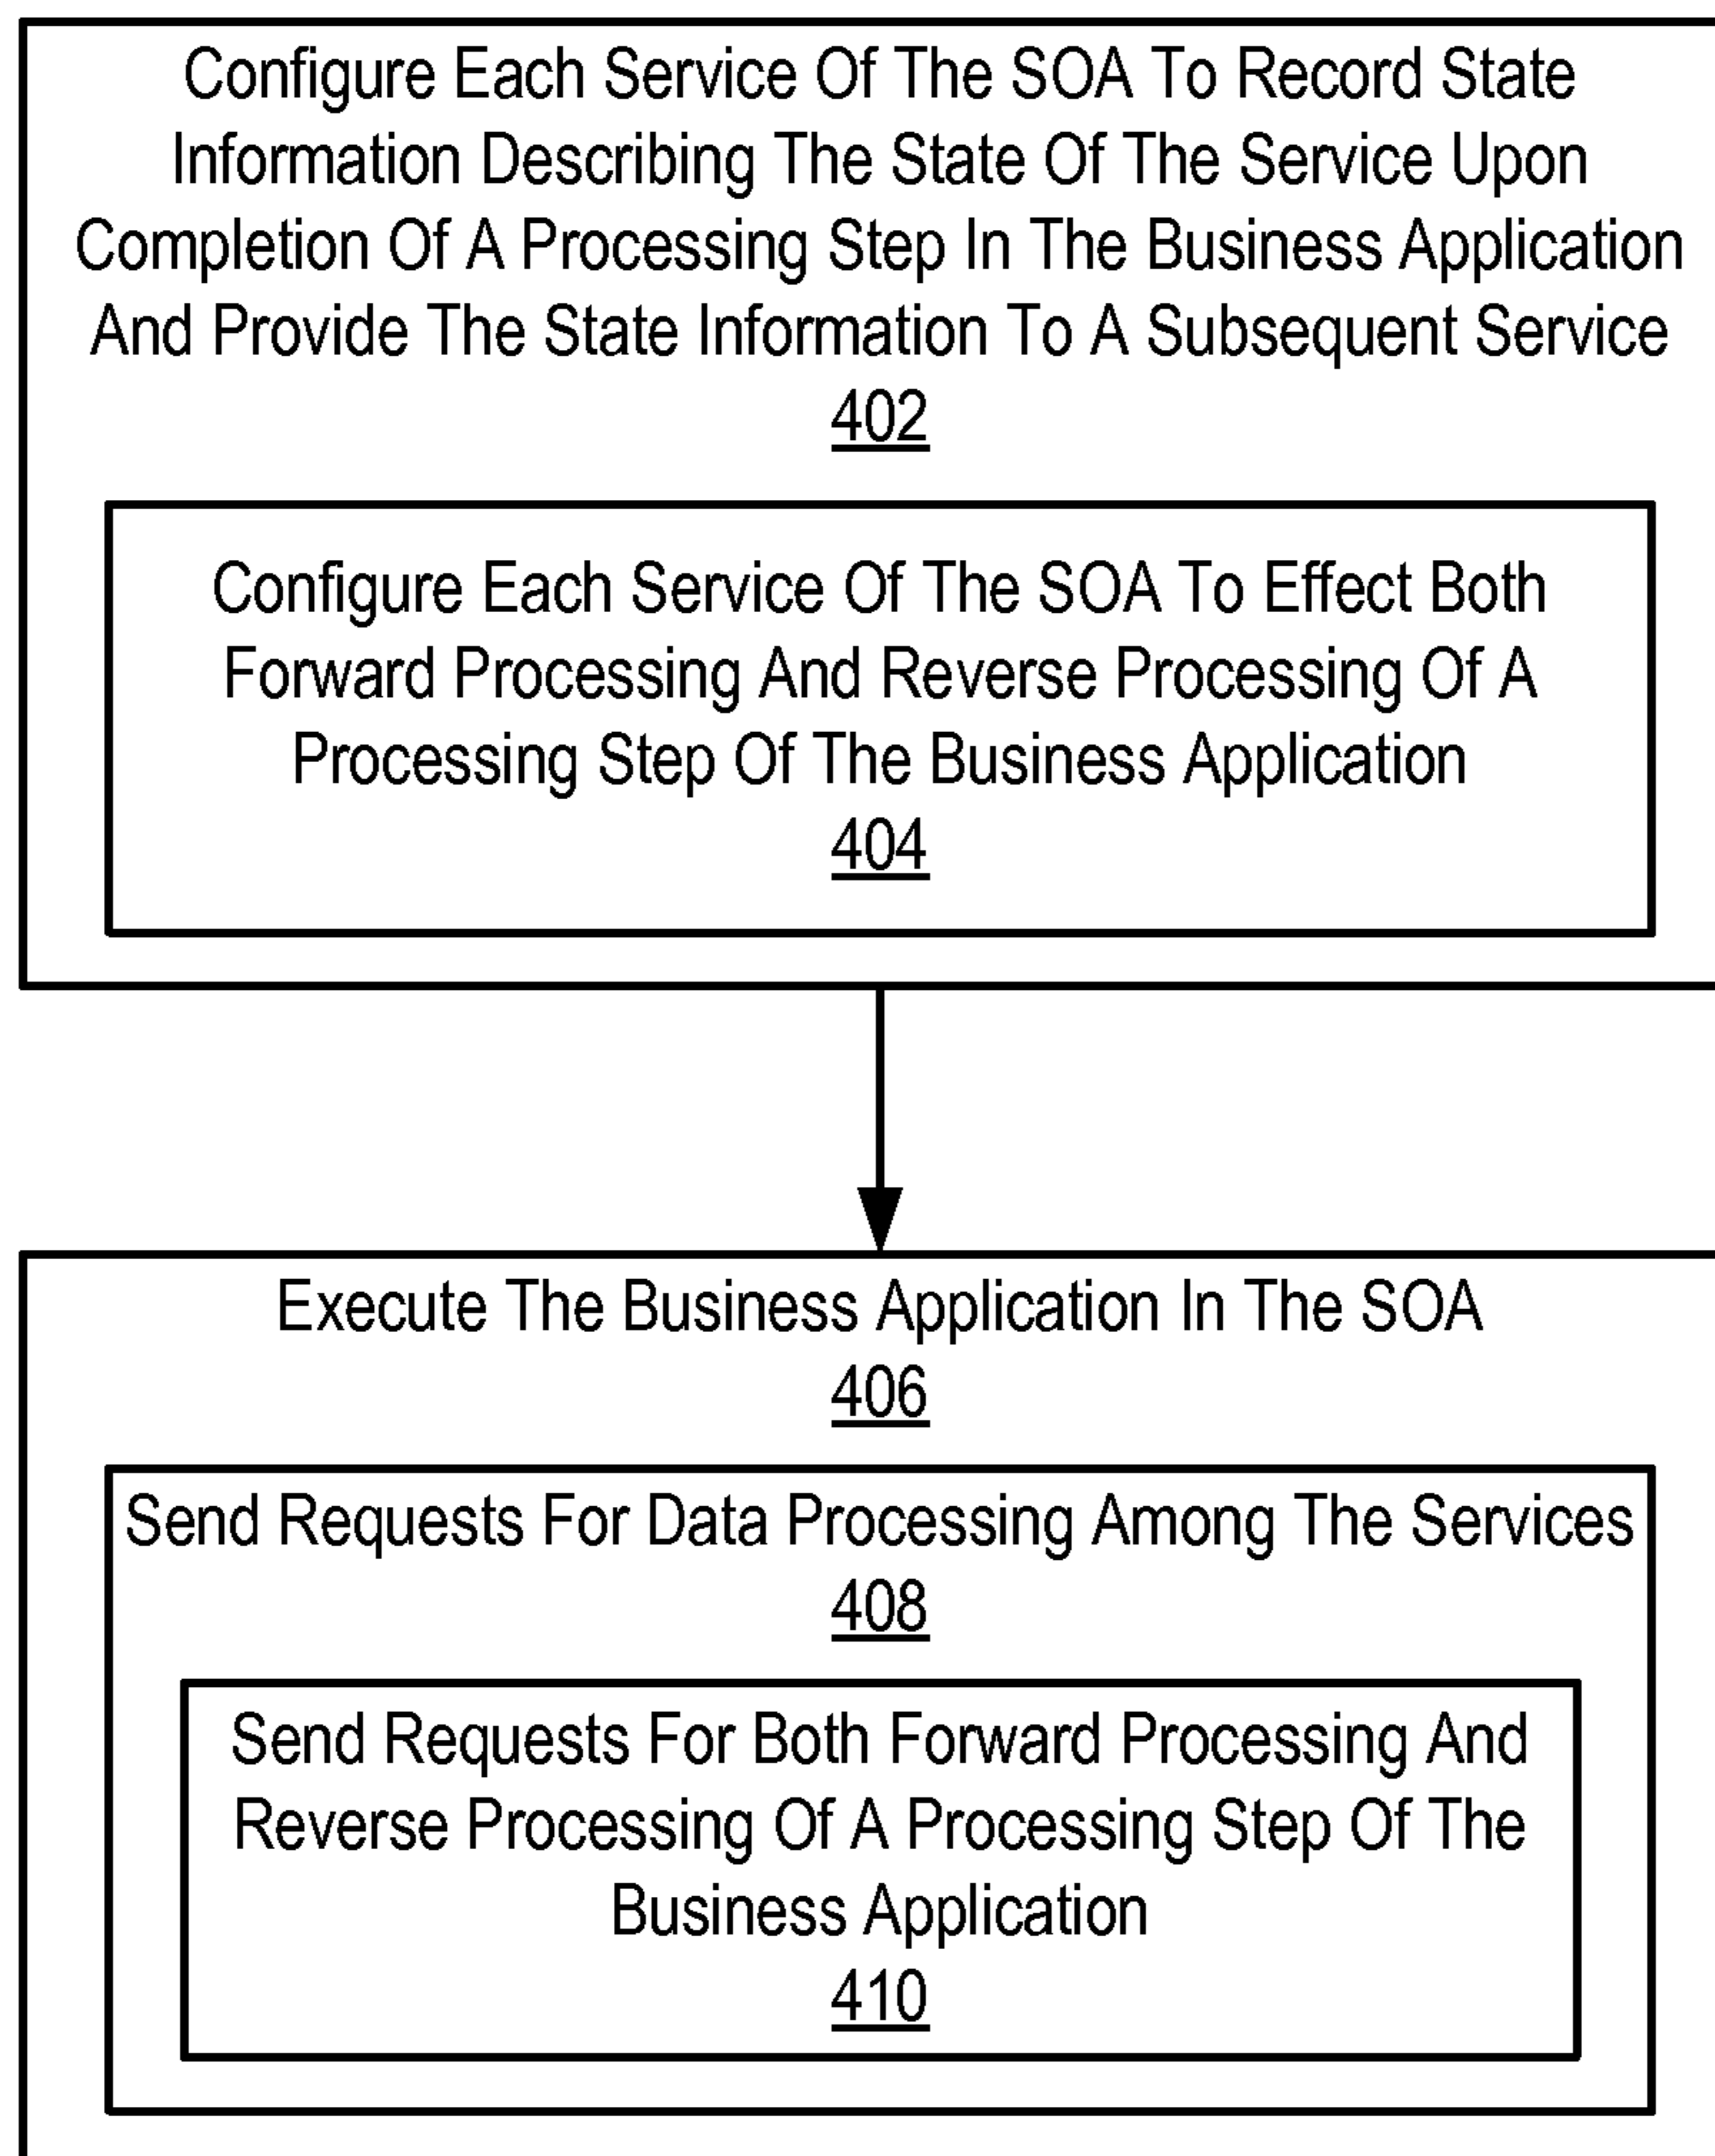 Configure Each Service Of The SOA To Record State
Information Describing The State Of The Service Upon
Completion Of A Processing Step In The Business Application
And Provide The State Information To A Subsequent Service
402
Configure Each Service Of The SOA To Effect Both
Forward Processing And Reverse Processing Of A
Processing Step Of The Business Application
404
Execute The Business Application In The SOA
406
Send Requests For Data Processing Among The Services
408
Send Requests For Both Forward Processing And
Reverse Processing Of A Processing Step Of The
Business Application
410